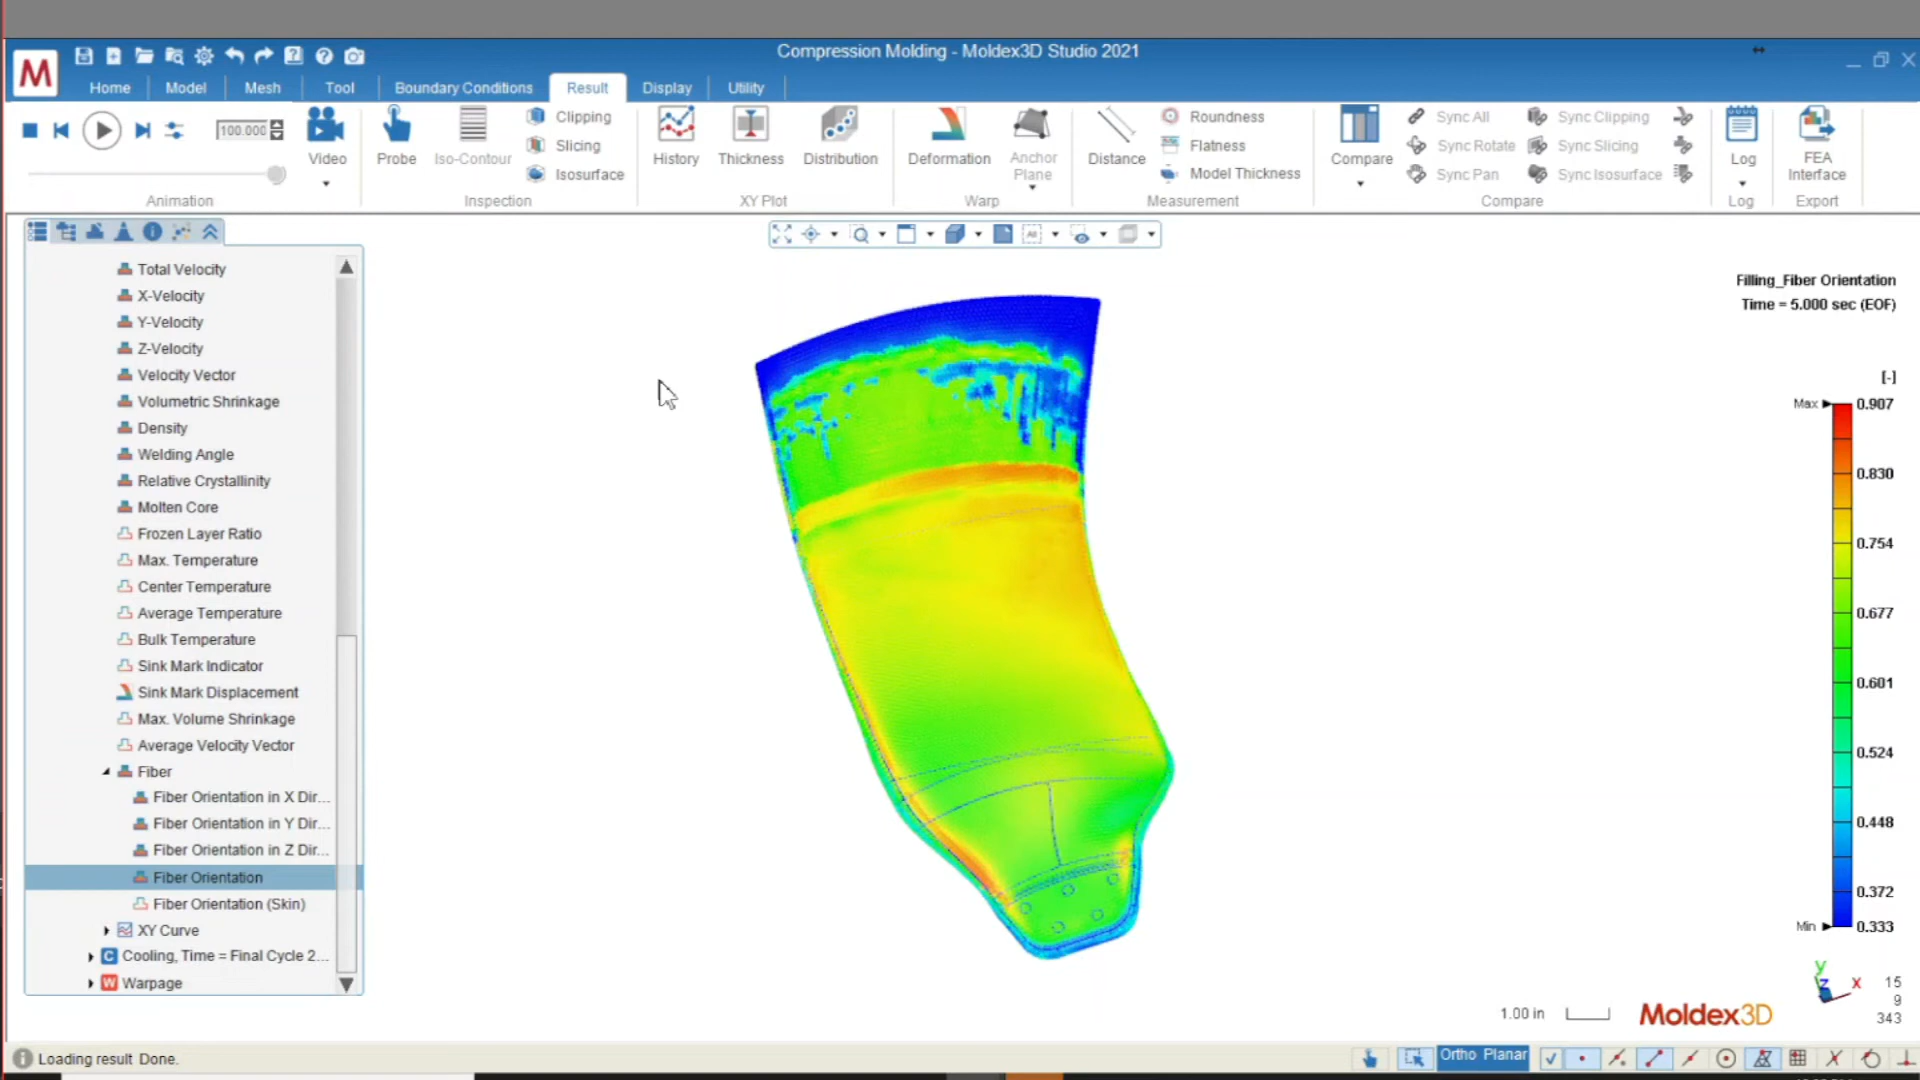 Compression Molding - Moldex3D Studio 2021
M
Home Model Mesh Tool Boundary Conditions Result Display Utility
100.000
Video
Animation
Probe
Iso-Contour
Clipping
Slicing
Isosurface
Inspection
History
Thickness
Distribution
XY Plot
Deformation
Anchor
Plane
Warp
Distance
Roundness
Flatness
Model Thickness
Measurement
Compare
Sync All
Sync Rotate
Sync Pan
Sync Clipping
Sync Slicing
Sync Isosurface
Compare
Log
Log
FEA
Interface
Export
All
Total Velocity
X-Velocity
Y-Velocity
Z-Velocity
Velocity Vector
Volumetric Shrinkage
Density
Welding Angle
Relative Crystallinity
Molten Core
Frozen Layer Ratio
Max. Temperature
Center Temperature
Average Temperature
Bulk Temperature
Sink Mark Indicator
Sink Mark Displacement
Max. Volume Shrinkage
Average Velocity Vector
Fiber
Fiber Orientation in X Dir...
Fiber Orientation in Y Dir...
Fiber Orientation in Z Dir...
Fiber Orientation
Fiber Orientation (Skin)
XY Curve
C Cooling, Time = Final Cycle 2...
W Warpage
Filling_Fiber Orientation
Time = 5.000 sec (EOF)
[-]
Max 0.907
0.830
0.754
0.677
0.601
0.524
0.448
0.372
Min 0.333
y
z
x
15
9
343
1.00 in
Moldex3D
Loading result Done.
Ortho Planar